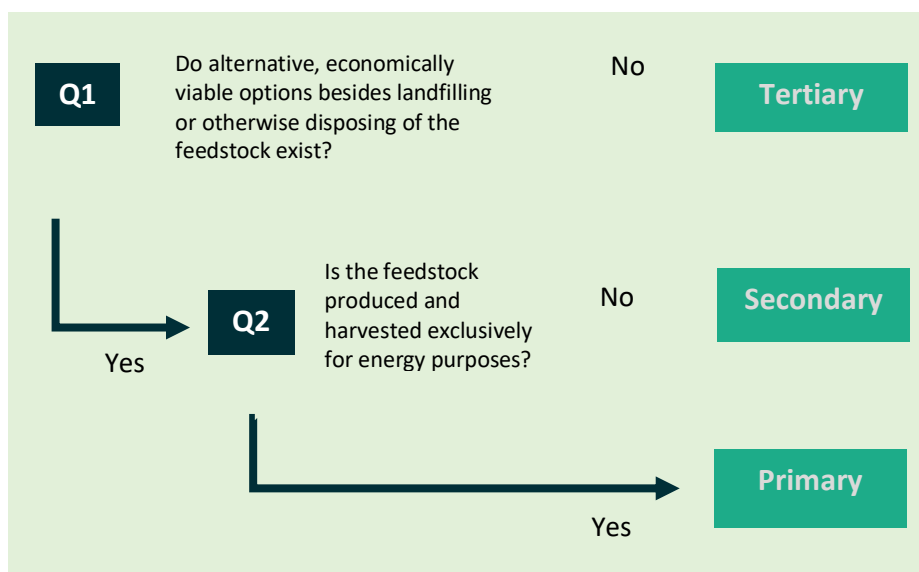 Q1
Do alternative, economically
viable options besides landfilling
or otherwise disposing of the
feedstock exist?
No
Tertiary
Yes
Q2
Is the feedstock
produced and
harvested exclusively
for energy purposes?
No
Secondary
Yes
Primary